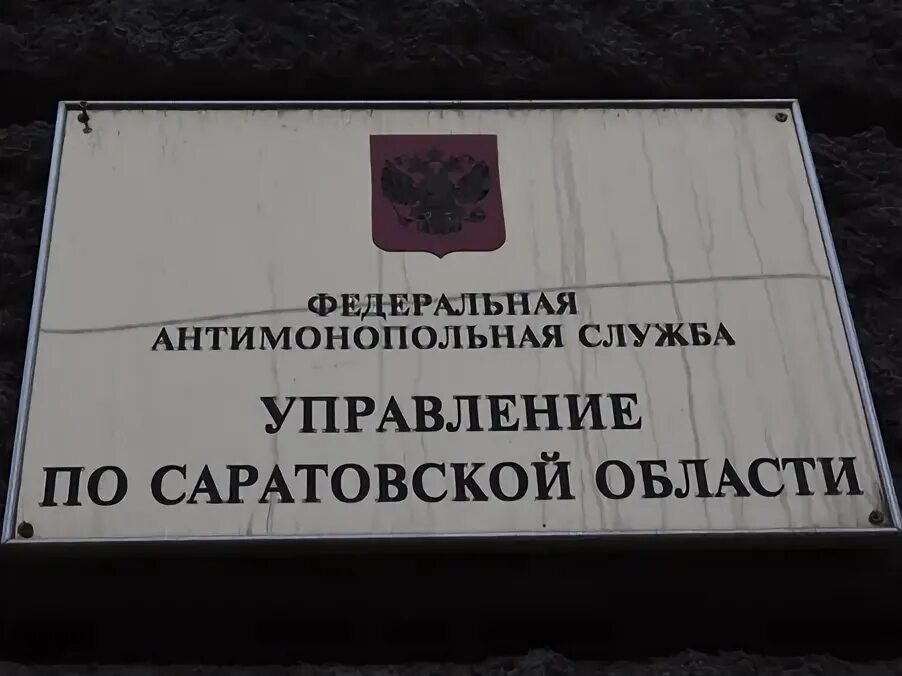 ФЕДЕРАЛЬНАЯ
АНТИМОНОПОЛЬНАЯ СЛУЖБА
УПРАВЛЕНИЕ
ПО САРАТОВСКОЙ ОБЛАСТИ